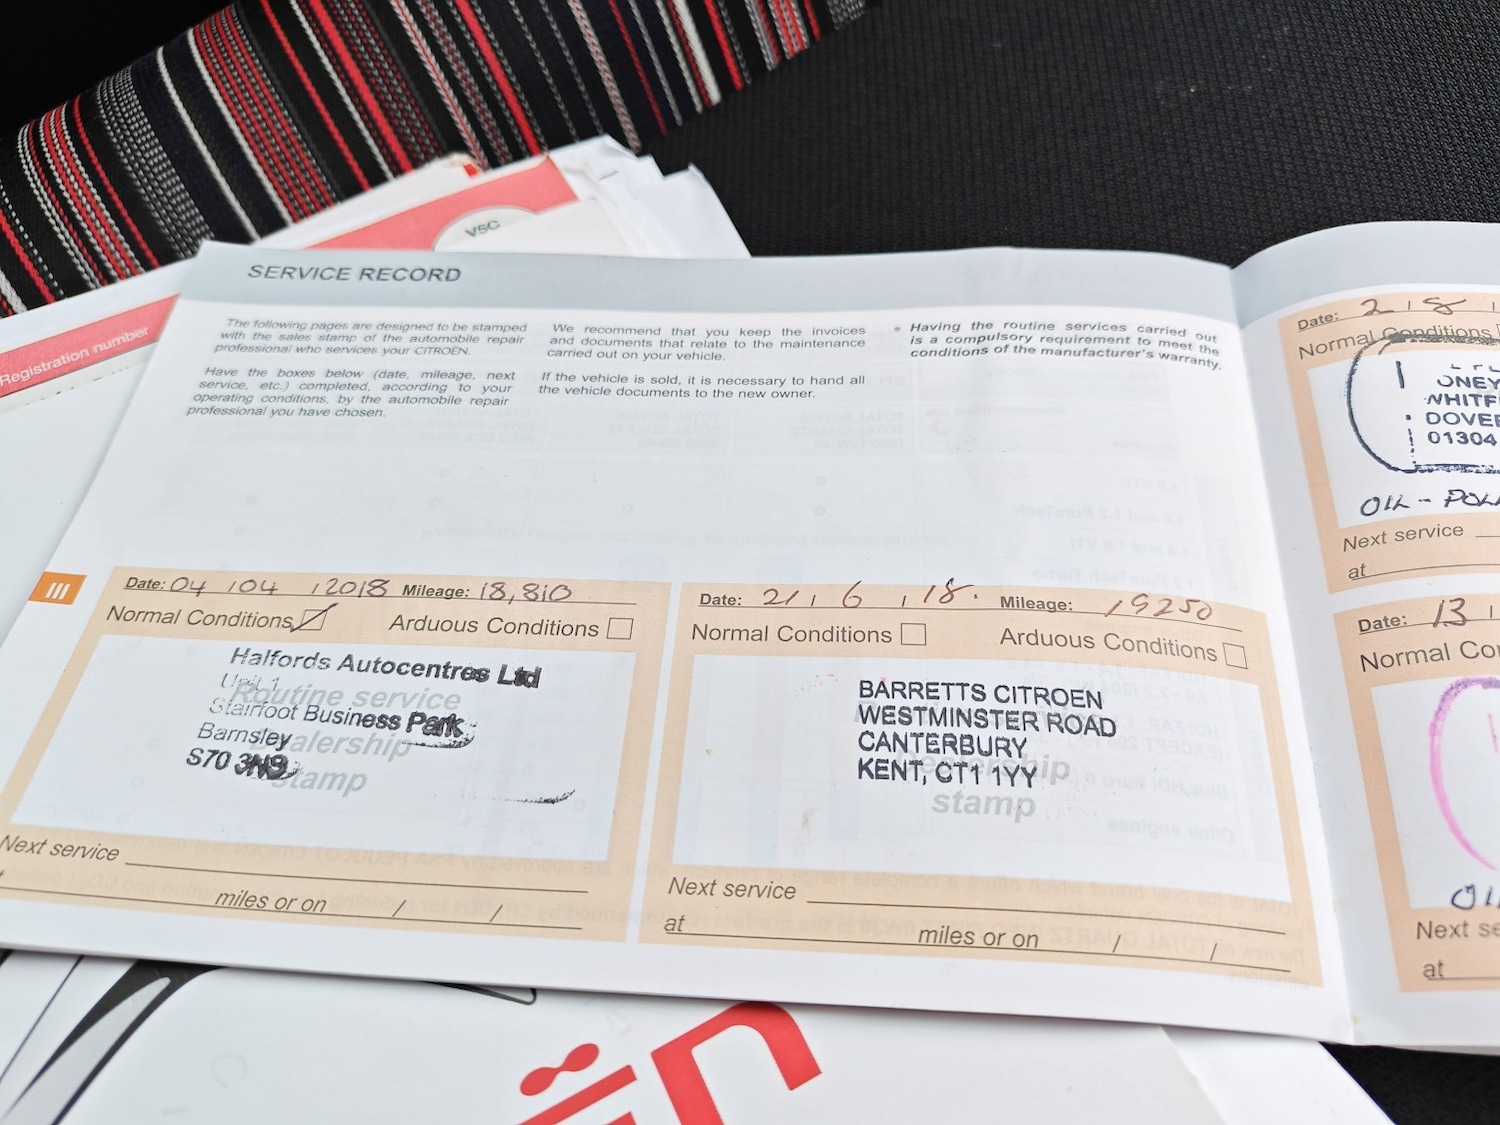 V5C
Registration number
SERVICE RECORD
The following pages are designed to be stamped
with the sales stamp of the automobile repair
professional who services your CITROËN.
Have the boxes below (date, mileage, next
service, etc.) completed, according to your
operating conditions, by the automobile repair
professional you have chosen.
We recommend that you keep the invoices
and documents that relate to the maintenance
carried out on your vehicle.
If the vehicle is sold, it is necessary to hand all
the vehicle documents to the new owner.
• Having the routine services carried out
is a compulsory requirement to meet the
conditions of the manufacturer's warranty.
III
Date: 04 / 04 / 2018 Mileage: 18,810
Normal Conditions Arduous Conditions
Halfords Autocentres Ltd
Unit 1
Routine service
Stairfoot Business Park
Barnsley
Dealership
S70
stamp
Next service
miles or on / /
Date: 21 / 6 / 18. Mileage: 19250
Normal Conditions Arduous Conditions
BARRETTS CITROEN
WESTMINSTER ROAD
CANTERBURY
KENT, CT1 1YY
Dealership
stamp
Next service
at miles or on / /
Date: 2 / 8 /
Normal Conditions
DOVER
01304
OIL -
Next service
at
Date: 13 /
Normal
Next
at